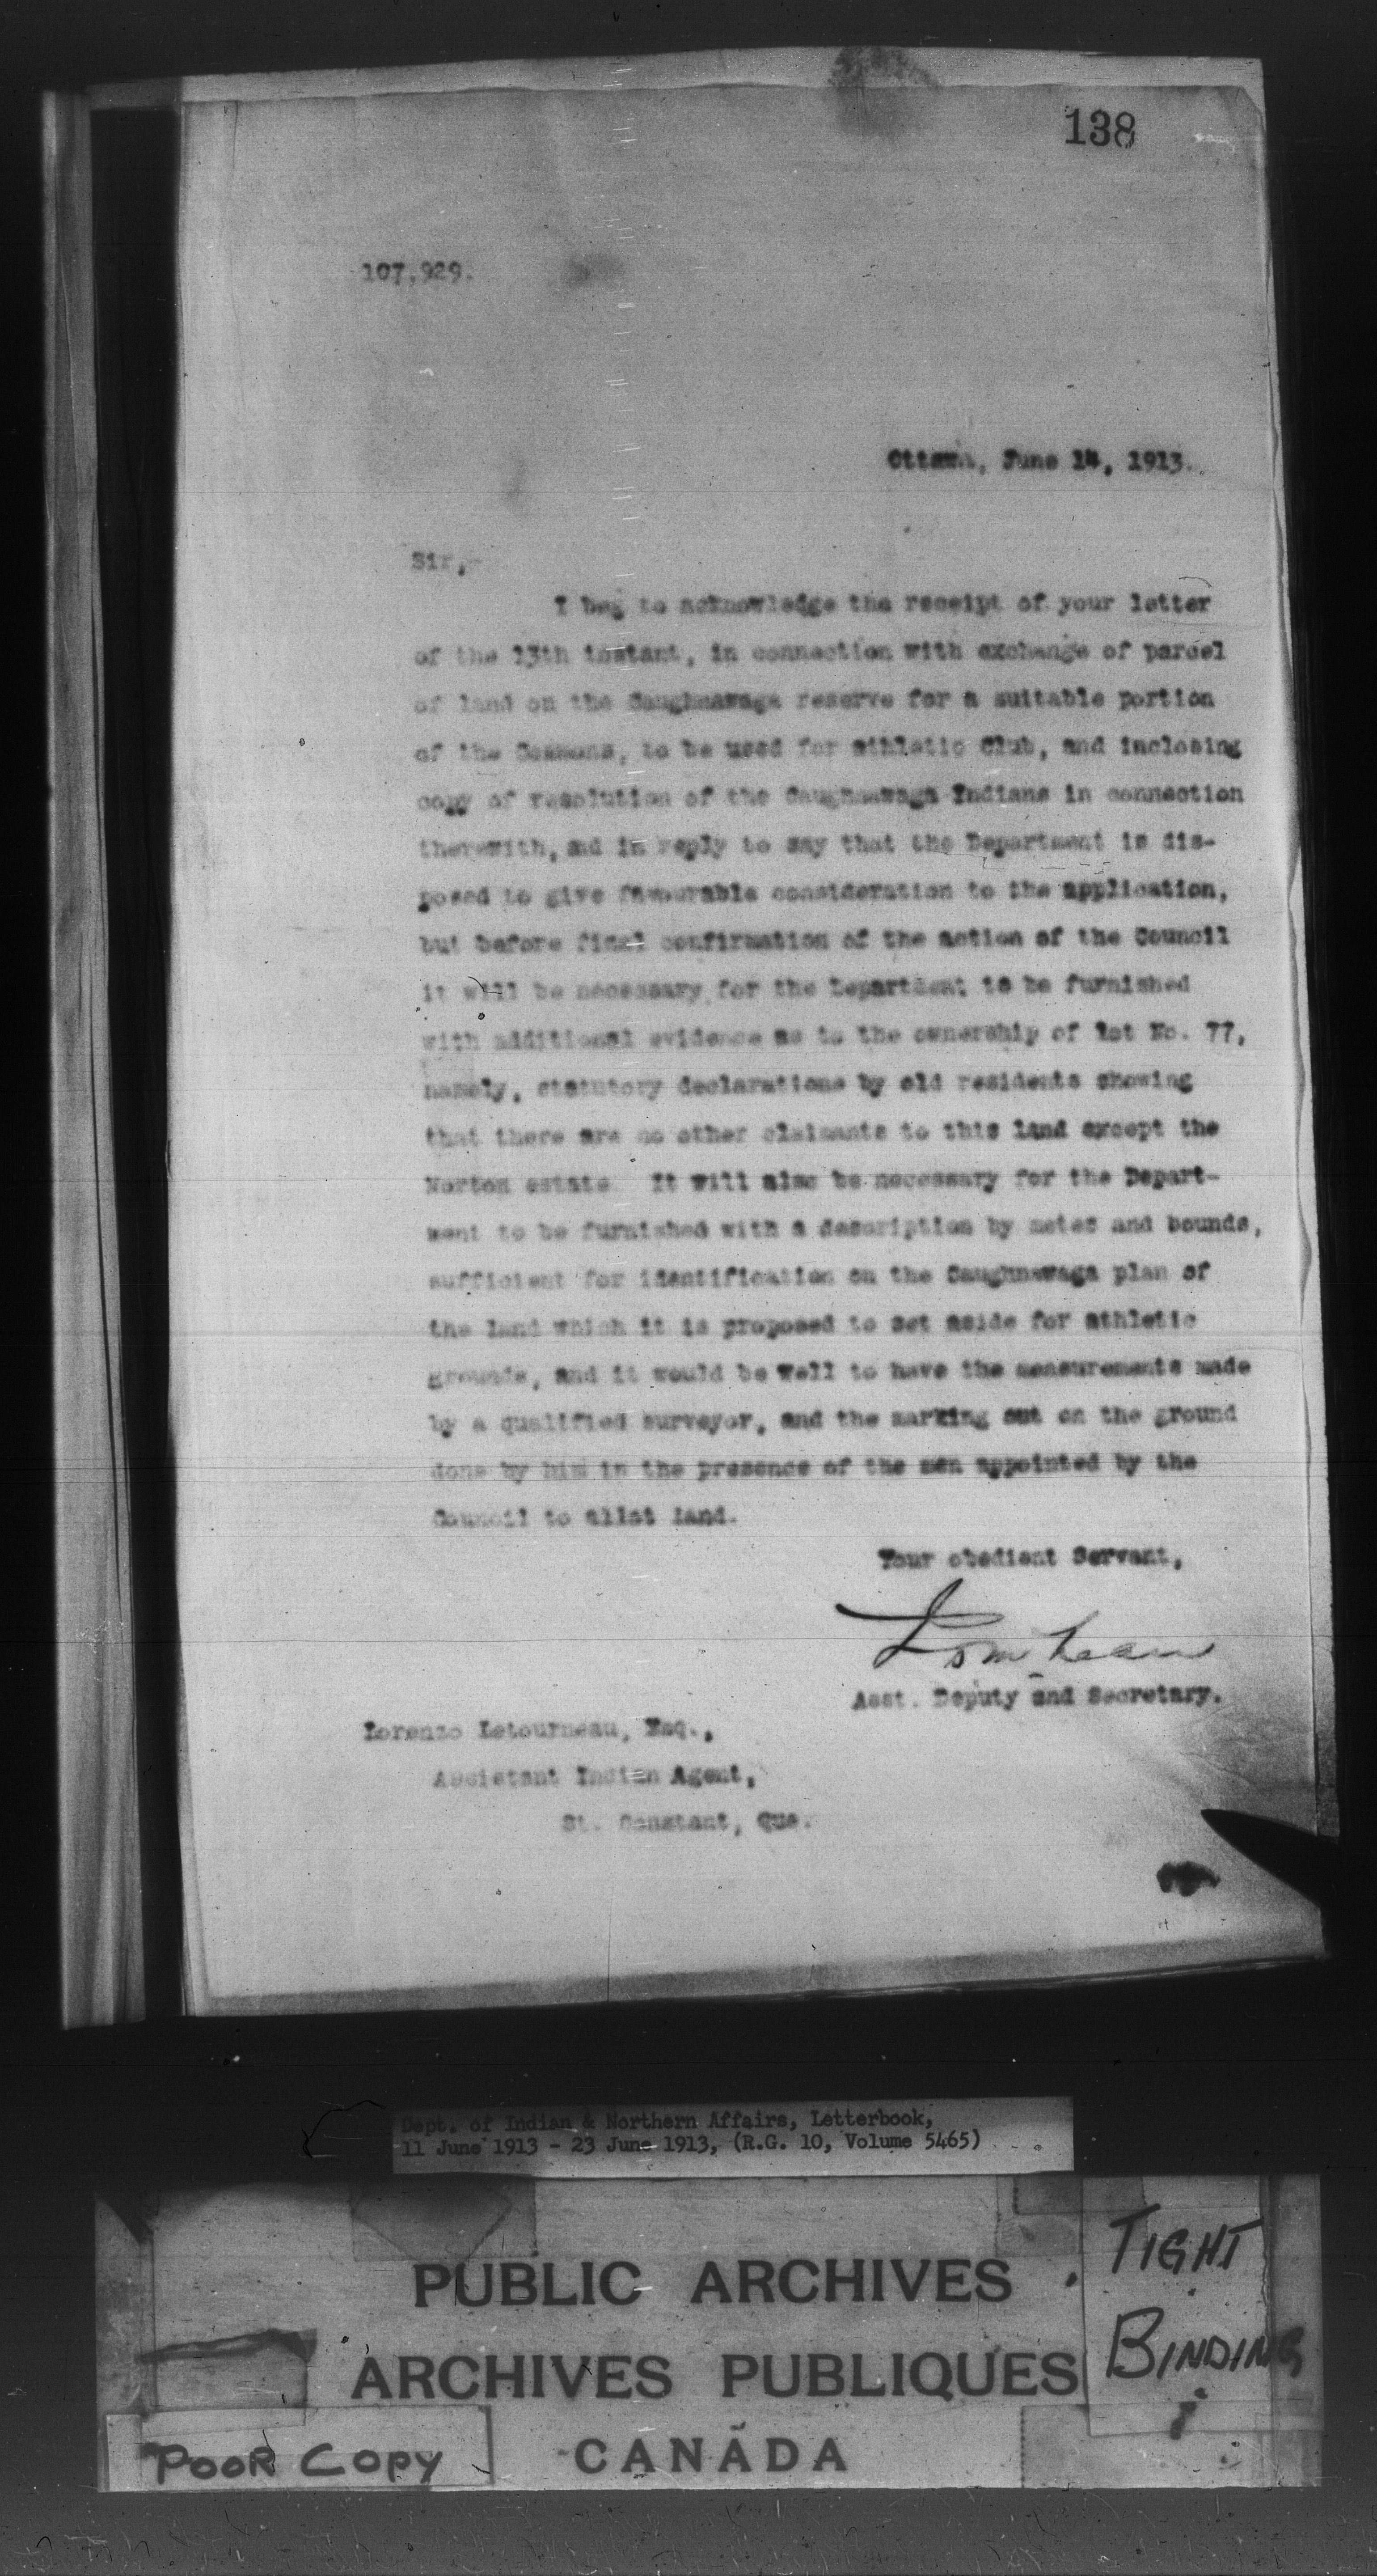 138
107,929.
Ottawa, June 14, 1913.
Sir,-
I beg to acknowledge the receipt of your letter
of the 13th instant, in connection with exchange of parcel
of land on the Caughnawaga reserve for a suitable portion
of the Commons, to be used for athletic Club, and inclosing
copy of resolution of the Caughnawaga Indians in connection
therewith, and in reply to say that the Department is dis-
posed to give favourable consideration to the application,
but before final confirmation of the action of the Council
it will be necessary for the Department to be furnished
with additional evidence as to the ownership of lot No. 77,
namely, statutory declarations by old residents showing
that there are no other claimants to this land except the
Norton estate. It will also be necessary for the Depart-
ment to be furnished with a description by metes and bounds,
sufficient for identification on the Caughnawaga plan of
the land which it is proposed to set aside for athletic
grounds, and it would be well to have the measurements made
by a qualified surveyor, and the marking out on the ground
done by him in the presence of the men appointed by the
Council to allot land.
Your obedient Servant,
Asst. Deputy and Secretary.
Lorenzo Letourneau, Esq.,
Assistant Indian Agent,
St. Constant, Que.
Dept. of Indian & Northern Affairs, Letterbook,
11 June 1913 - 23 June 1913, (R.G. 10, Volume 5465)
PUBLIC ARCHIVES
ARCHIVES PUBLIQUES
CANADA
TIGHT
BINDING
POOR COPY